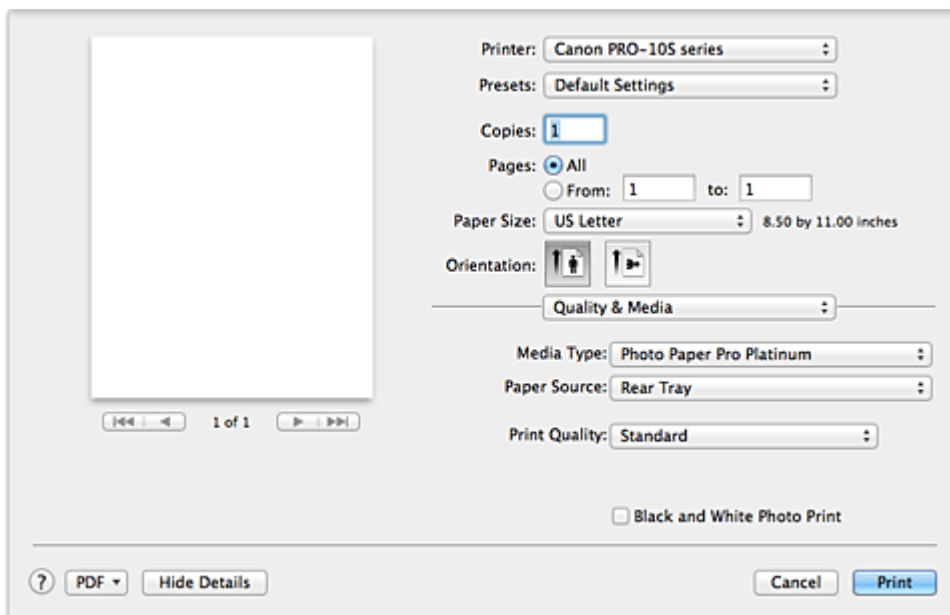 Printer: Canon PRO-10S series
Presets: Default Settings
Copies: 1
Pages: All
From: 1 to: 1
Paper Size: US Letter 8.50 by 11.00 inches
Orientation:
Quality & Media
Media Type: Photo Paper Pro Platinum
Paper Source: Rear Tray
1 of 1
Print Quality: Standard
Black and White Photo Print
? PDF Hide Details Cancel Print